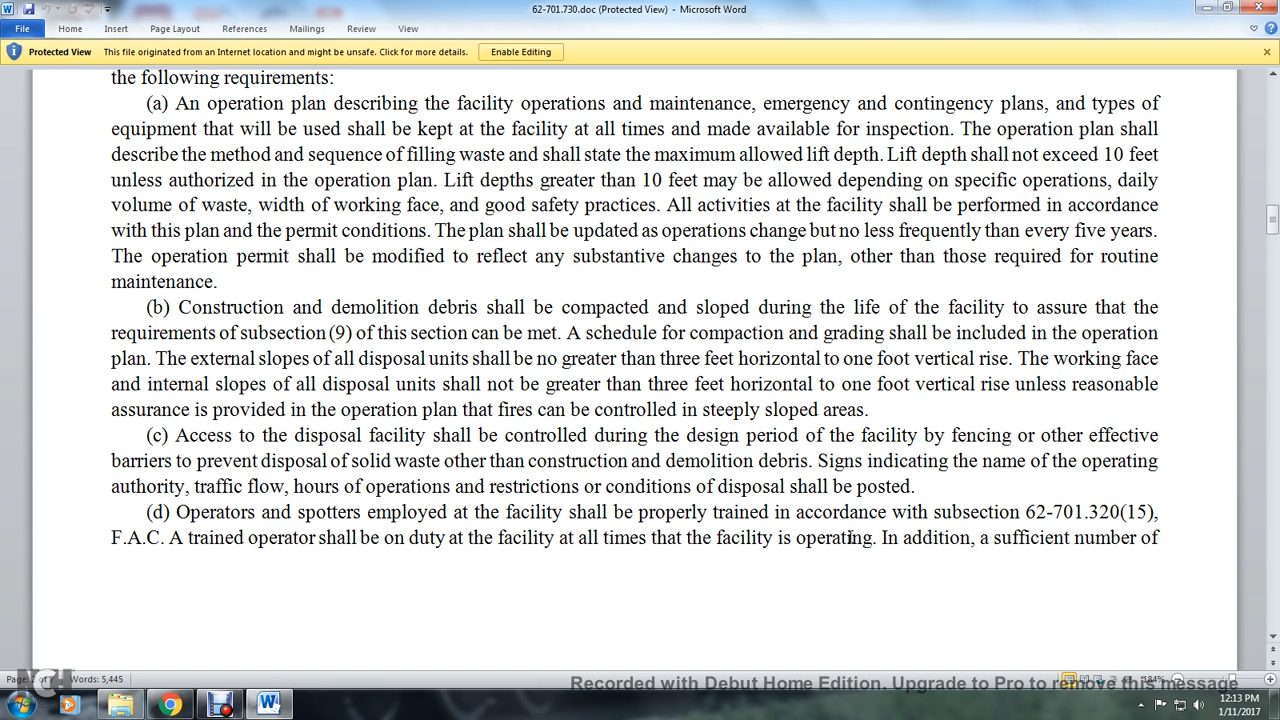 62-701.730.doc (Protected View) - Microsoft Word
File Home Insert Page Layout References Mailings Review View
Protected View This file originated from an Internet location and might be unsafe. Click for more details. Enable Editing
the following requirements:
(a) An operation plan describing the facility operations and maintenance, emergency and contingency plans, and types of
equipment that will be used shall be kept at the facility at all times and made available for inspection. The operation plan shall
describe the method and sequence of filling waste and shall state the maximum allowed lift depth. Lift depth shall not exceed 10 feet
unless authorized in the operation plan. Lift depths greater than 10 feet may be allowed depending on specific operations, daily
volume of waste, width of working face, and good safety practices. All activities at the facility shall be performed in accordance
with this plan and the permit conditions. The plan shall be updated as operations change but no less frequently than every five years.
The operation permit shall be modified to reflect any substantive changes to the plan, other than those required for routine
maintenance.
(b) Construction and demolition debris shall be compacted and sloped during the life of the facility to assure that the
requirements of subsection (9) of this section can be met. A schedule for compaction and grading shall be included in the operation
plan. The external slopes of all disposal units shall be no greater than three feet horizontal to one foot vertical rise. The working face
and internal slopes of all disposal units shall not be greater than three feet horizontal to one foot vertical rise unless reasonable
assurance is provided in the operation plan that fires can be controlled in steeply sloped areas.
(c) Access to the disposal facility shall be controlled during the design period of the facility by fencing or other effective
barriers to prevent disposal of solid waste other than construction and demolition debris. Signs indicating the name of the operating
authority, traffic flow, hours of operations and restrictions or conditions of disposal shall be posted.
(d) Operators and spotters employed at the facility shall be properly trained in accordance with subsection 62-701.320(15),
F.A.C. A trained operator shall be on duty at the facility at all times that the facility is operating. In addition, a sufficient number of
Page: 2 of Words: 5,445 184%
NCH
Recorded with Debut Home Edition. Upgrade to Pro to remove this message
12:13 PM
1/11/2017